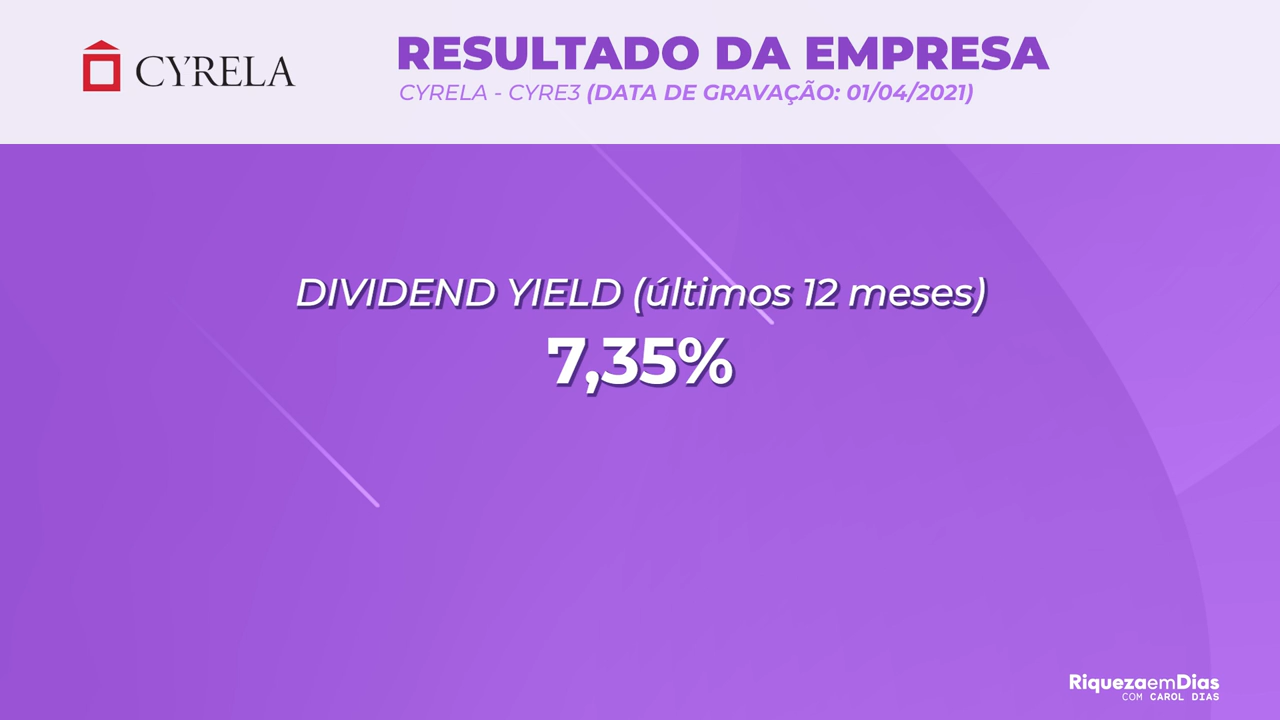 CYRELA
RESULTADO DA EMPRESA
CYRELA - CYRE3 (DATA DE GRAVAÇÃO: 01/04/2021)
DIVIDEND YIELD (últimos 12 meses)
7,35%
RiquezaemDias
COM CAROL DIAS